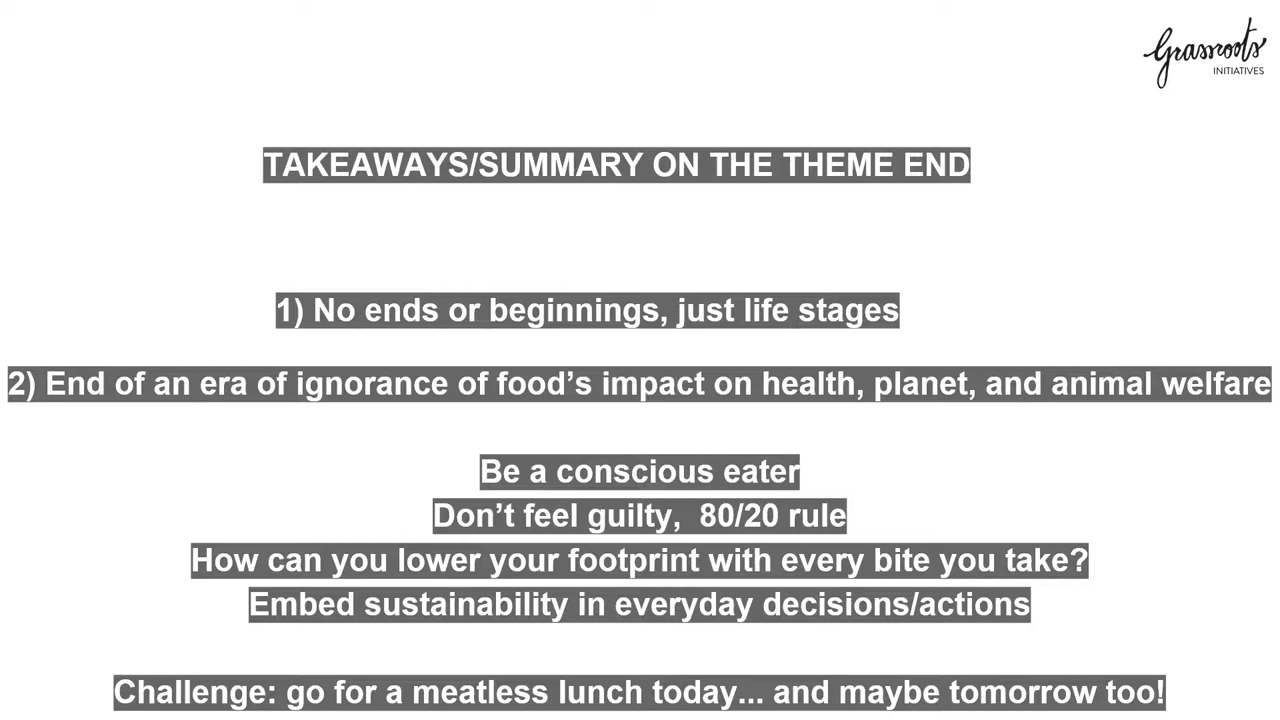 Grassroots
INITIATIVES
TAKEAWAYS/SUMMARY ON THE THEME END
1) No ends or beginnings, just life stages
2) End of an era of ignorance of food’s impact on health, planet, and animal welfare
Be a conscious eater
Don’t feel guilty,  80/20 rule
How can you lower your footprint with every bite you take?
Embed sustainability in everyday decisions/actions
Challenge: go for a meatless lunch today... and maybe tomorrow too!